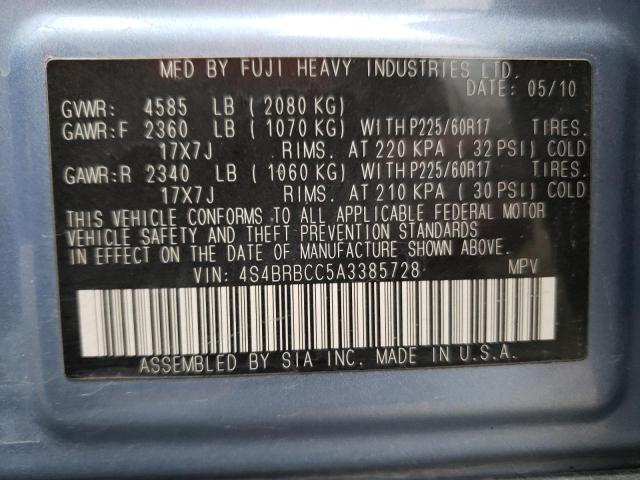 MFD BY FUJI HEAVY INDUSTRIES LTD.
DATE: 05/10
GVWR: 4585 LB (2080 KG)
GAWR:F 2360 LB (1070 KG) WITH P225/60R17 TIRES.
17X7J RIMS. AT 220 KPA (32 PSI) COLD
GAWR:R 2340 LB (1060 KG) WITH P225/60R17 TIRES.
17X7J RIMS. AT 210 KPA (30 PSI) COLD
THIS VEHICLE CONFORMS TO ALL APPLICABLE FEDERAL MOTOR
VEHICLE SAFETY AND THEFT PREVENTION STANDARDS
IN EFFECT ON THE DATE OF MANUFACTURE SHOWN ABOVE.
VIN: 4S4BRBCC5A3385728 MPV
ASSEMBLED BY SIA INC. MADE IN U.S.A.